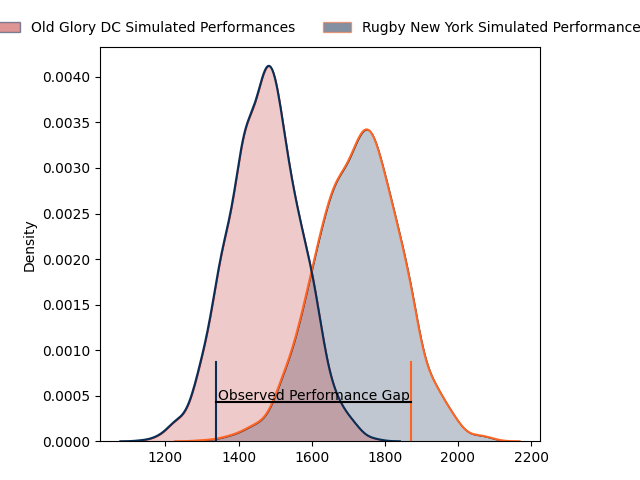 Old Glory DC Simulated Performances
Rugby New York Simulated Performance
0.0040
0.0035
0.0030
0.0025
0.0020
0.0015
0.0010
0.0005
0.0000
Density
Observed Performance Gap
1200 1400 1600 1800 2000 2200